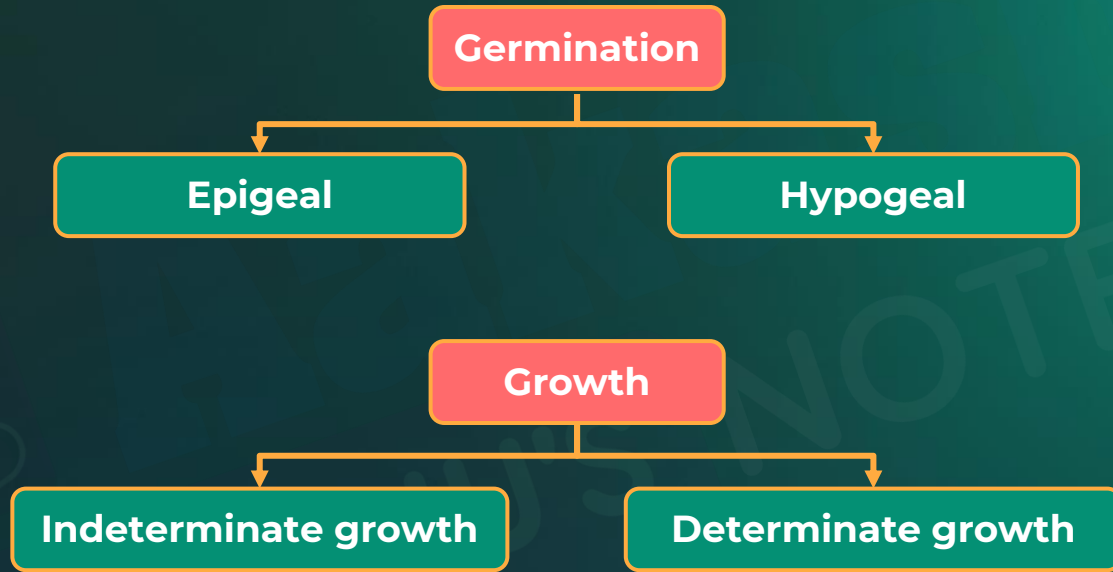 Germination
Epigeal
Hypogeal
Growth
Indeterminate growth
Determinate growth